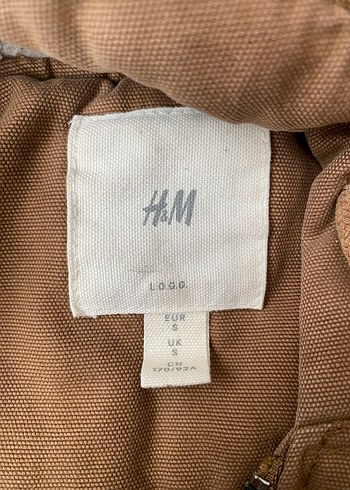 H&M
L.O.G.G.
EUR
S
UK
S
CN
170/92A